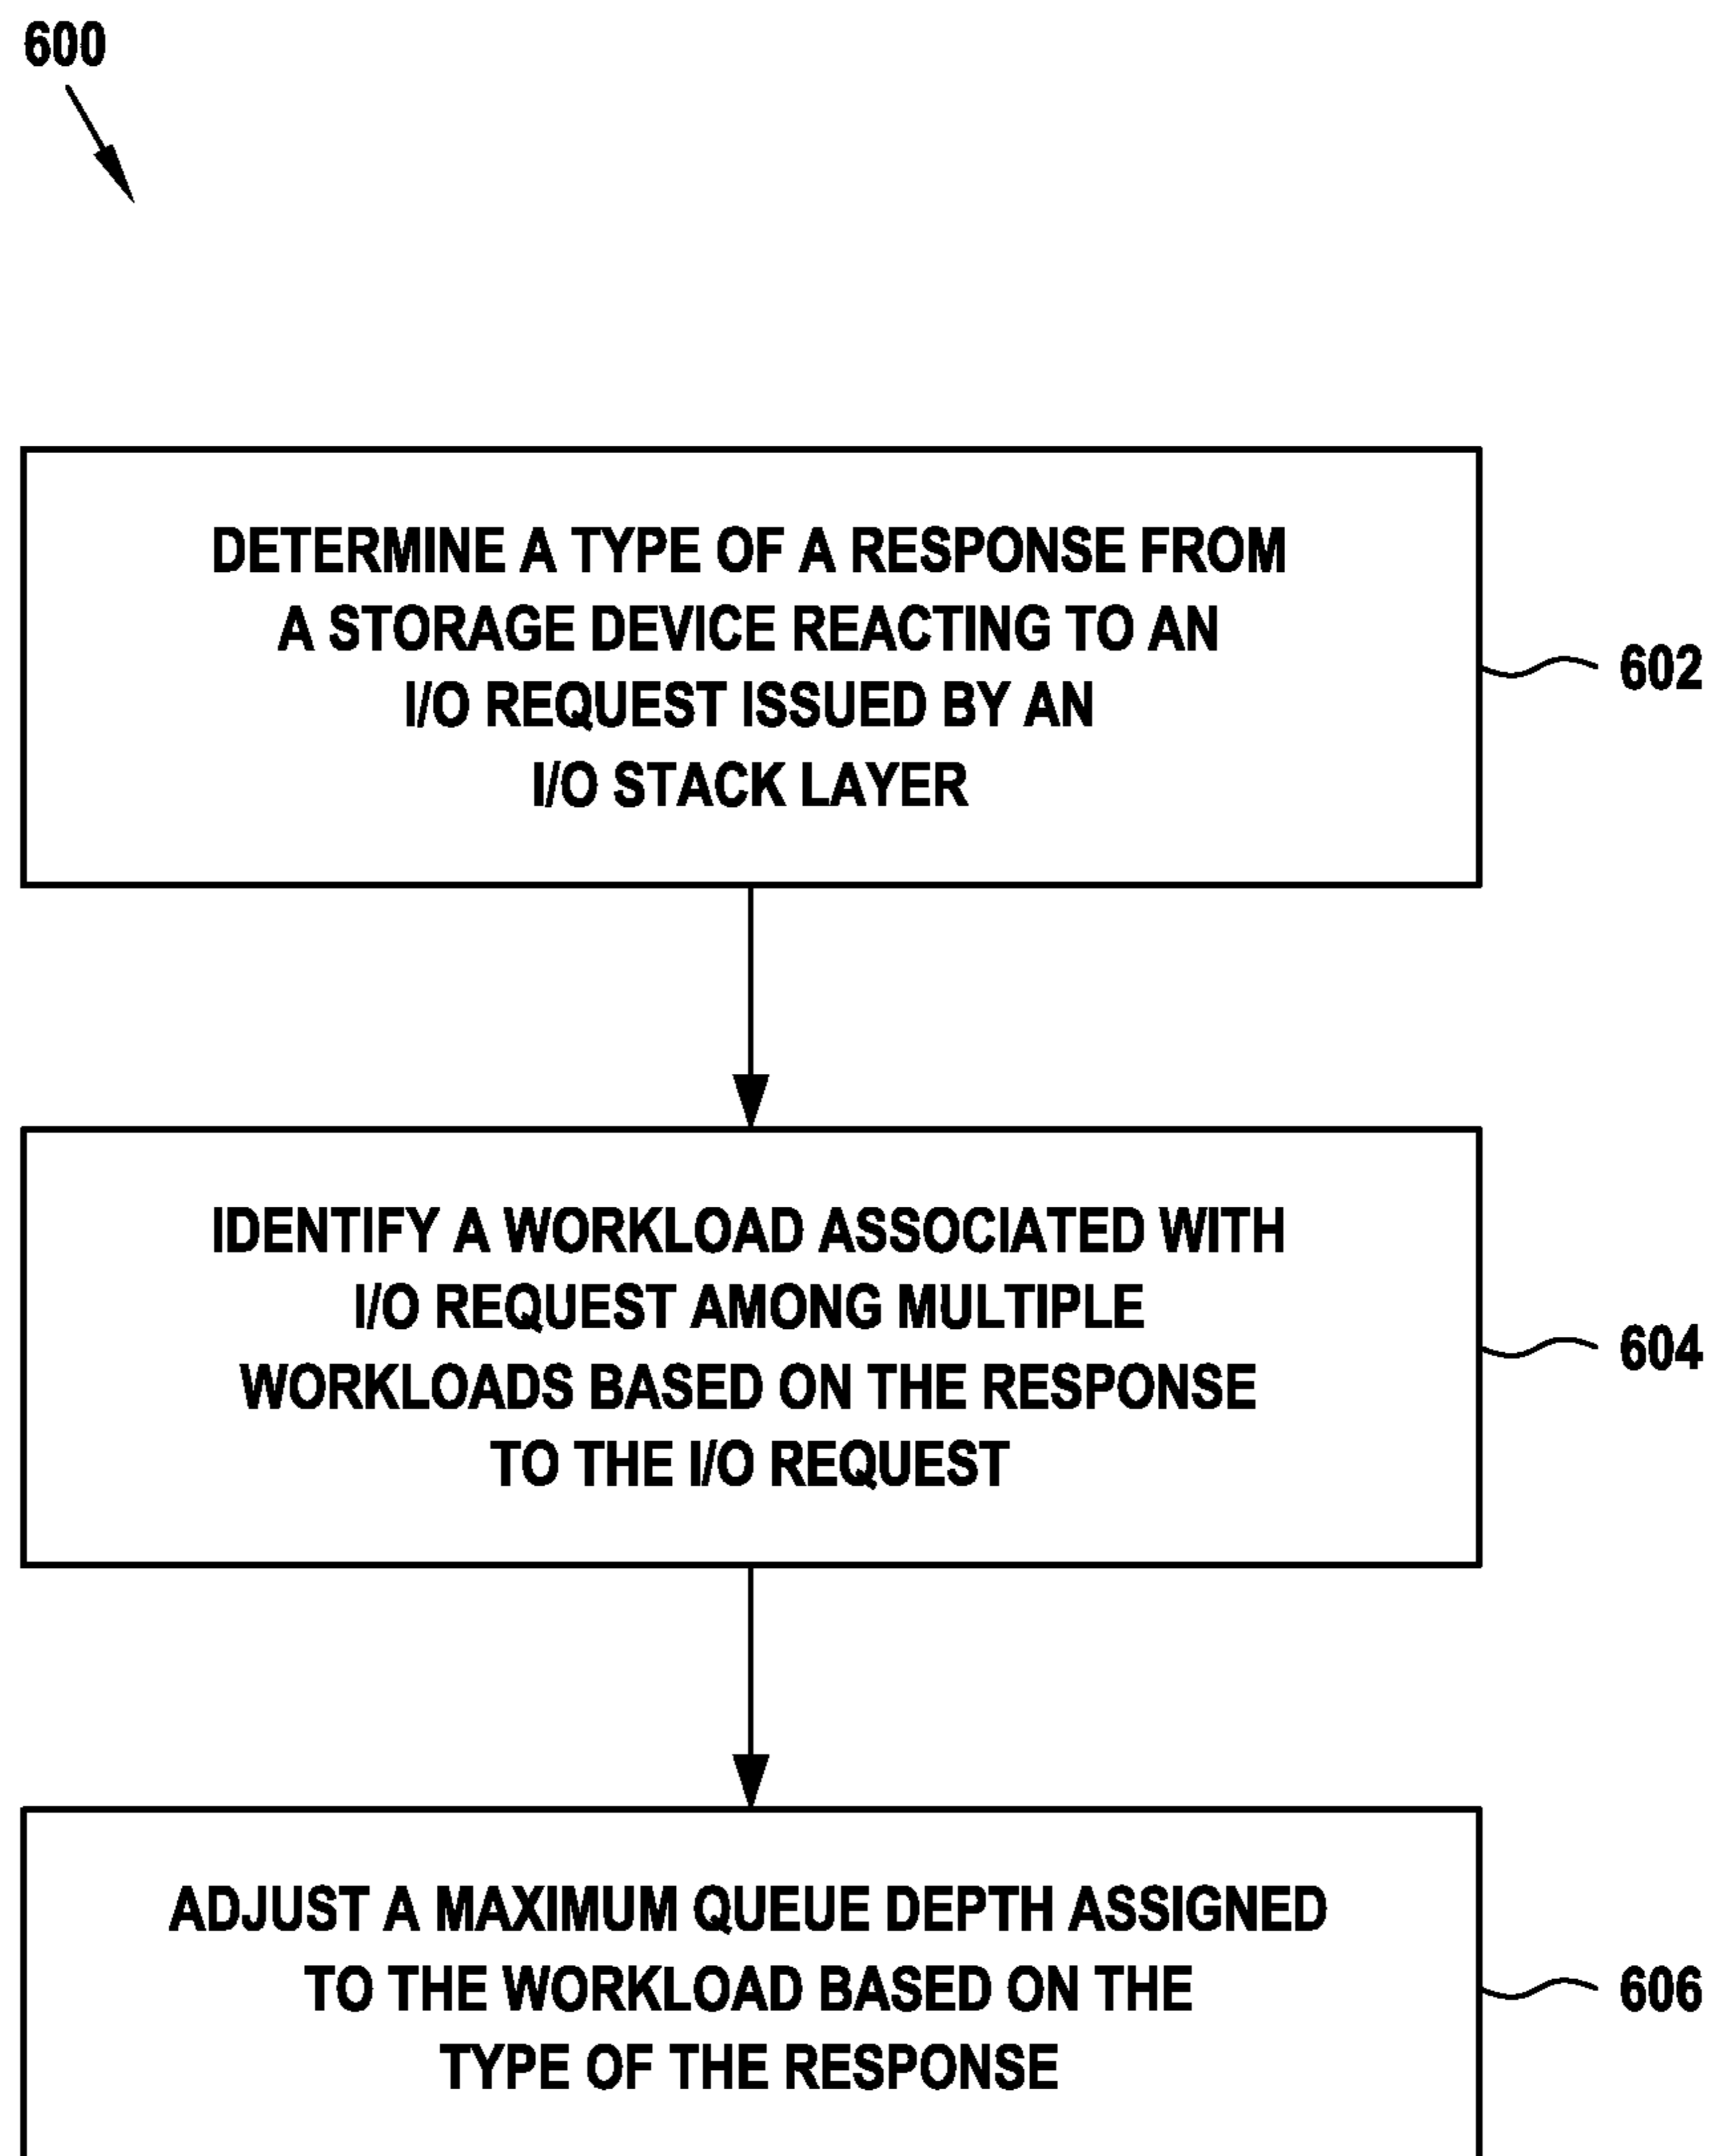 600
DETERMINE A TYPE OF A RESPONSE FROM
A STORAGE DEVICE REACTING TO AN
I/O REQUEST ISSUED BY AN
I/O STACK LAYER
602
IDENTIFY A WORKLOAD ASSOCIATED WITH
I/O REQUEST AMONG MULTIPLE
WORKLOADS BASED ON THE RESPONSE
TO THE I/O REQUEST
604
ADJUST A MAXIMUM QUEUE DEPTH ASSIGNED
TO THE WORKLOAD BASED ON THE
TYPE OF THE RESPONSE
606